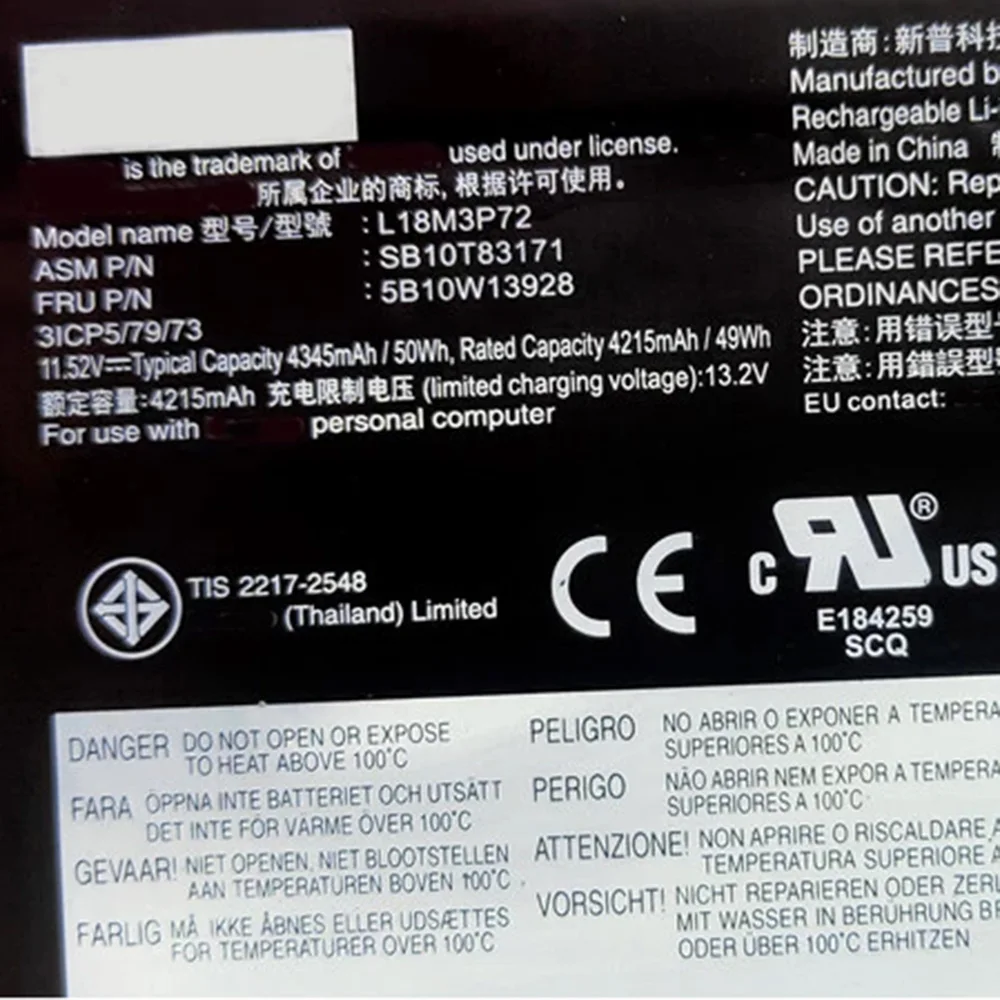 is the trademark of used under license.
所属企业的商标, 根据许可使用。
Model name 型号/型號 : L18M3P72
ASM P/N : SB10T83171
FRU P/N : 5B10W13928
3ICP5/79/73
11.52V⎓Typical Capacity 4345mAh / 50Wh, Rated Capacity 4215mAh / 49Wh
额定容量:4215mAh 充电限制电压 (limited charging voltage):13.2V
For use with personal computer
制造商:新普科技
Manufactured b
Rechargeable Li-
Made in China
CAUTION: Rep
Use of another
PLEASE REFE
ORDINANCES
注意:用错误型
注意:用錯誤型
EU contact:
TIS 2217-2548
(Thailand) Limited
CE
c RU® US
E184259
SCQ
DANGER DO NOT OPEN OR EXPOSE
TO HEAT ABOVE 100°C
FARA ÖPPNA INTE BATTERIET OCH UTSÄTT
DET INTE FÖR VÄRME ÖVER 100°C
GEVAAR! NIET OPENEN, NIET BLOOTSTELLEN
AAN TEMPERATUREN BOVEN 100°C
FARLIG MÅ IKKE ÅBNES ELLER UDSÆTTES
FOR TEMPERATURER OVER 100°C
PELIGRO NO ABRIR O EXPONER A TEMPERA
SUPERIORES A 100°C
PERIGO NÃO ABRIR NEM EXPOR A TEMPERA
SUPERIORES A 100°C
ATTENZIONE! NON APRIRE O RISCALDARE A
TEMPERATURA SUPERIORE A
VORSICHT! NICHT REPARIEREN ODER ZERL
MIT WASSER IN BERÜHRUNG BR
ODER ÜBER 100°C ERHITZEN